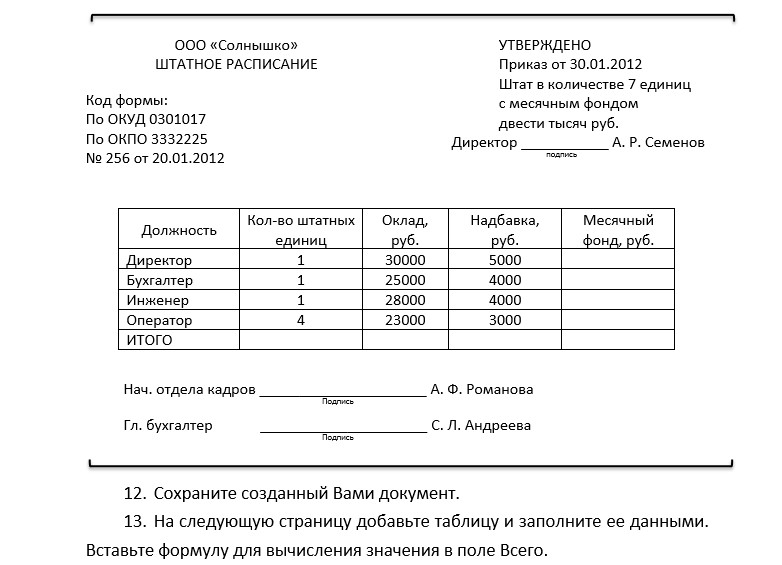 ООО «Солнышко»
ШТАТНОЕ РАСПИСАНИЕ
Код формы:
По ОКУД 0301017
По ОКПО 3332225
№ 256 от 20.01.2012
УТВЕРЖДЕНО
Приказ от 30.01.2012
Штат в количестве 7 единиц
с месячным фондом
двести тысяч руб.
Директор ___________ А. Р. Семенов
подпись
Должность Кол-во штатных единиц Оклад, руб. Надбавка, руб. Месячный фонд, руб.
Директор 1 30000 5000
Бухгалтер 1 25000 4000
Инженер 1 28000 4000
Оператор 4 23000 3000
ИТОГО
Нач. отдела кадров _____________________ А. Ф. Романова
Подпись
Гл. бухгалтер _____________________ С. Л. Андреева
Подпись
12. Сохраните созданный Вами документ.
13. На следующую страницу добавьте таблицу и заполните ее данными.
Вставьте формулу для вычисления значения в поле Всего.